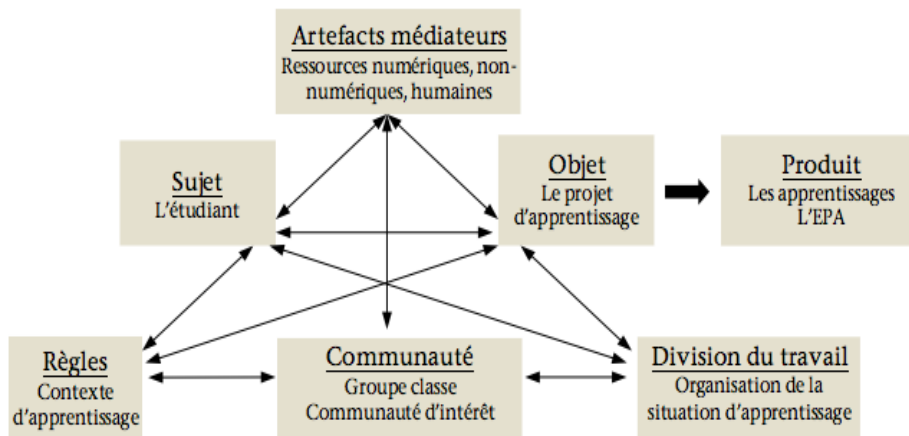 Artefacts médiateurs
Ressources numériques, non-
numériques, humaines
Sujet
L'étudiant
Objet
Le projet
d'apprentissage
Produit
Les apprentissages
L'EPA
Règles
Contexte
d'apprentissage
Communauté
Groupe classe
Communauté d'intérêt
Division du travail
Organisation de la
situation d'apprentissage